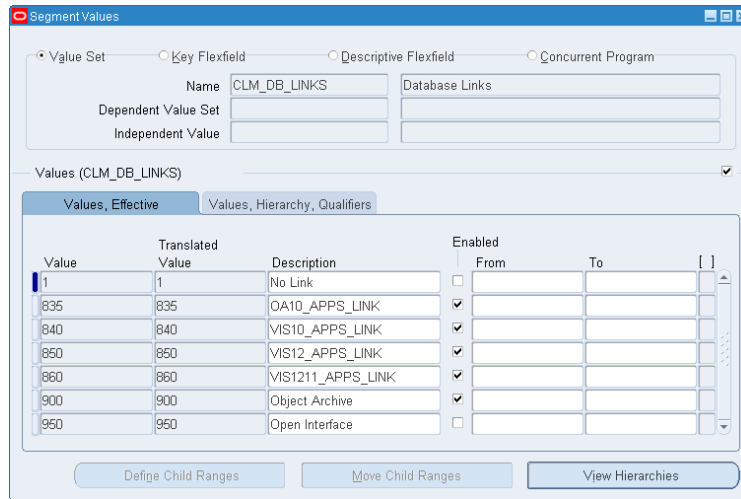 Segment Values
Value Set Key Flexfield Descriptive Flexfield Concurrent Program
Name CLM_DB_LINKS Database Links
Dependent Value Set
Independent Value
Values (CLM_DB_LINKS)
Values, Effective Values, Hierarchy, Qualifiers
Translated Enabled
Value Value Description From To [ ]
1 1 No Link
835 835 OA10_APPS_LINK
840 840 VIS10_APPS_LINK
850 850 VIS12_APPS_LINK
860 860 VIS1211_APPS_LINK
900 900 Object Archive
950 950 Open Interface
Define Child Ranges Move Child Ranges View Hierarchies